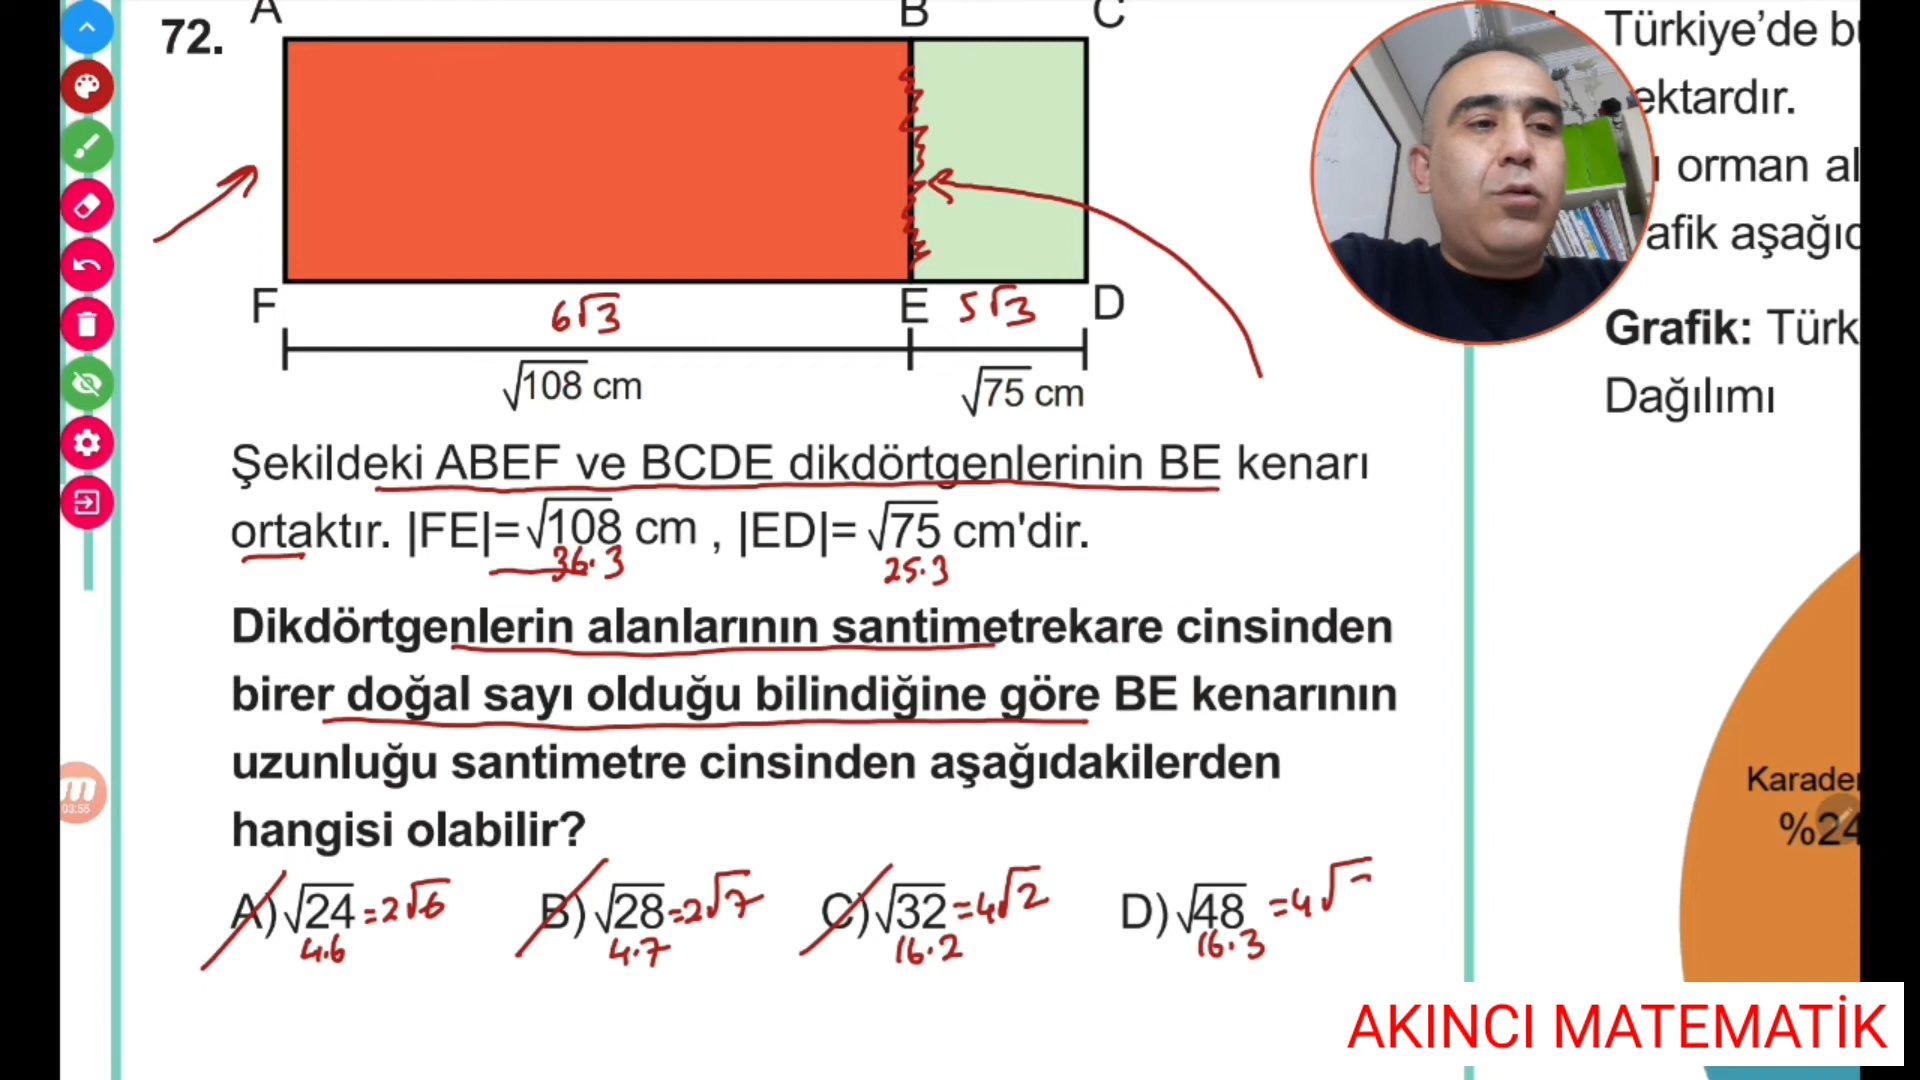 72.
A B C
F 6√3 E 5√3 D
√108 cm √75 cm
Şekildeki ABEF ve BCDE dikdörtgenlerinin BE kenarı
ortaktır. |FE|=√108 cm , |ED|= √75 cm'dir.
36.3 25.3
Dikdörtgenlerin alanlarının santimetrekare cinsinden
birer doğal sayı olduğu bilindiğine göre BE kenarının
uzunluğu santimetre cinsinden aşağıdakilerden
hangisi olabilir?
A) √24 =2√6 B) √28 =2√7 C) √32 =4√2 D) √48 =4√
4.6 4.7 16.2 16.3
Türkiye'de
ektardır.
orman al
afik aşağıd
Grafik: Türk
Dağılımı
Karade
%24
m
03:55
AKINCI MATEMATİK